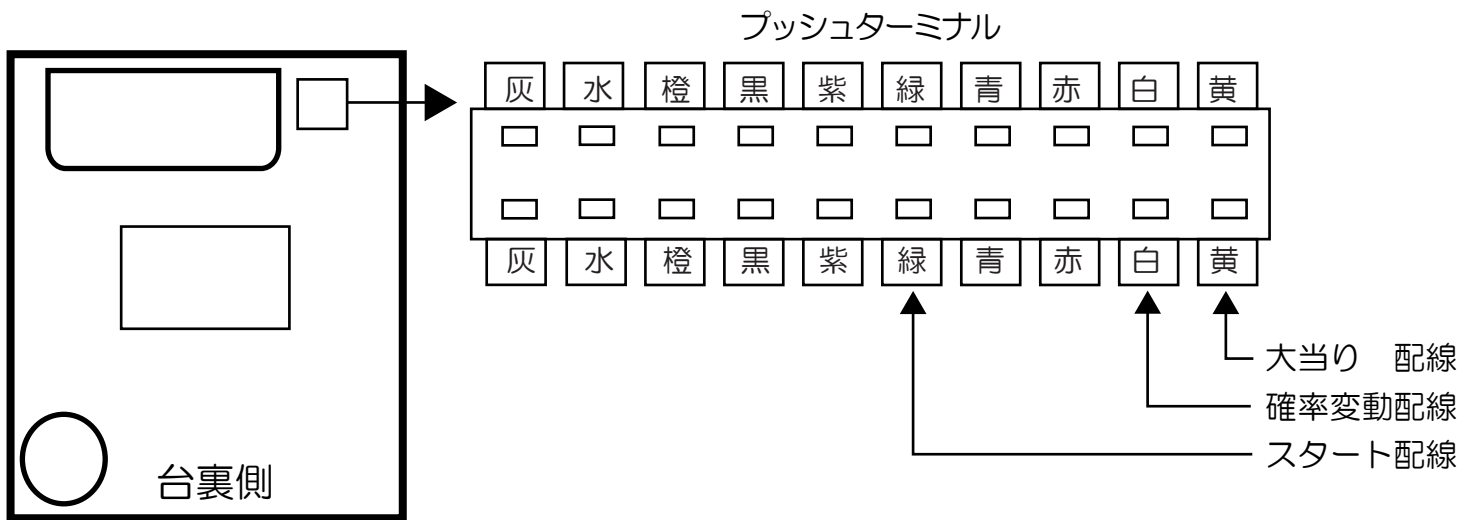 プッシュターミナル
灰 水 橙 黒 紫 緑 青 赤 白 黄
灰 水 橙 黒 紫 緑 青 赤 白 黄
大当り　配線
確率変動配線
スタート配線
台裏側